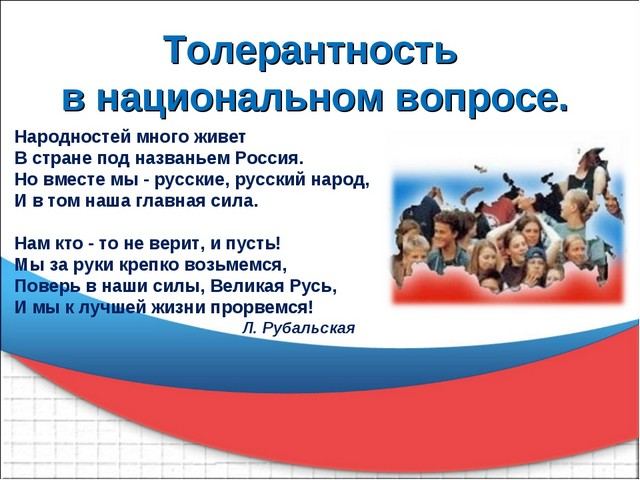 Толерантность
в национальном вопросе.
Народностей много живет
В стране под названьем Россия.
Но вместе мы - русские, русский народ,
И в том наша главная сила.
Нам кто - то не верит, и пусть!
Мы за руки крепко возьмемся,
Поверь в наши силы, Великая Русь,
И мы к лучшей жизни прорвемся!
Л. Рубальская